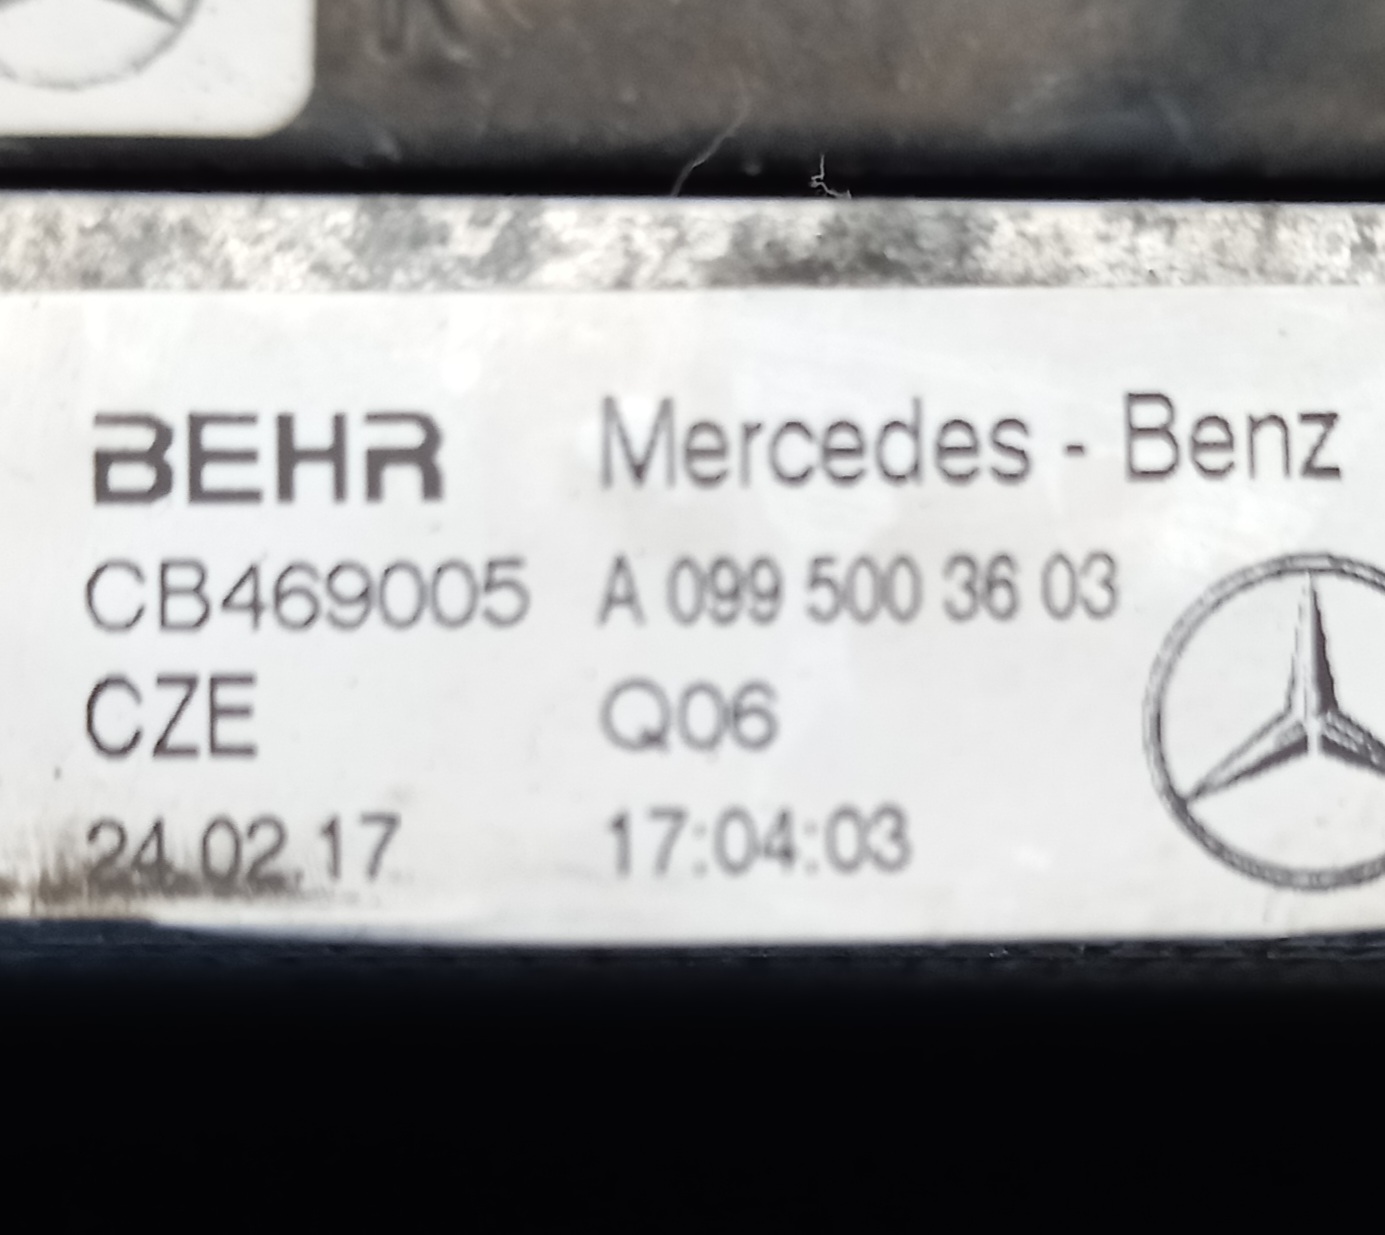 BEHR Mercedes - Benz
CB469005 A 099 500 36 03
CZE Q06
24.02.17 17:04:03